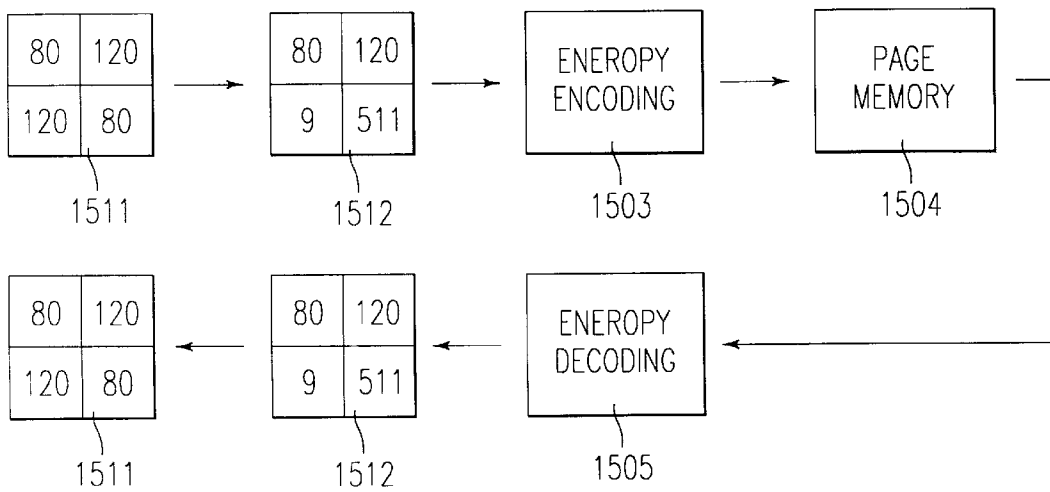 80 120 80 120 ENEROPY PAGE
120 80 9 511 ENCODING MEMORY
1511 1512 1503 1504
80 120 80 120 ENEROPY
120 80 9 511 DECODING
1511 1512 1505